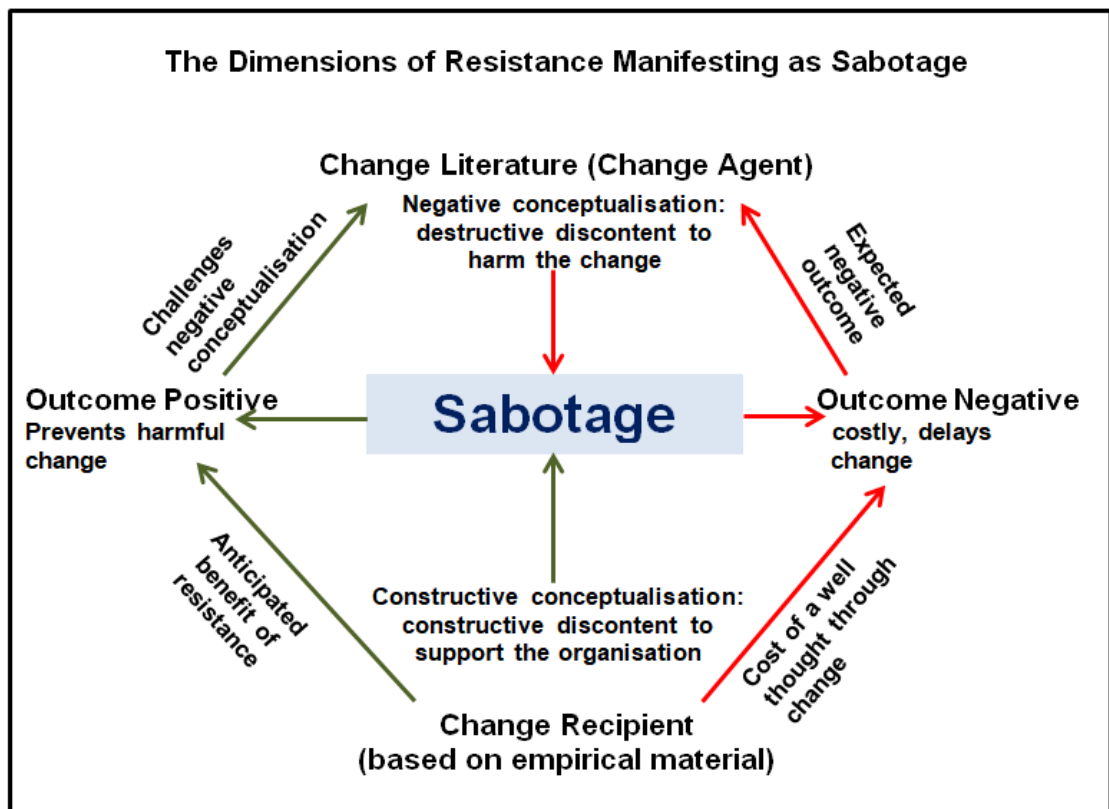 The Dimensions of Resistance Manifesting as Sabotage
Change Literature (Change Agent)
Negative conceptualisation:
destructive discontent to
harm the change
Challenges
negative
conceptualisation
Expected
negative
outcome
Outcome Positive
Prevents harmful
change
Sabotage
Outcome Negative
costly, delays
change
Anticipated
benefit of
resistance
Constructive conceptualisation:
constructive discontent to
support the organisation
Cost of a well
thought through
change
Change Recipient
(based on empirical material)